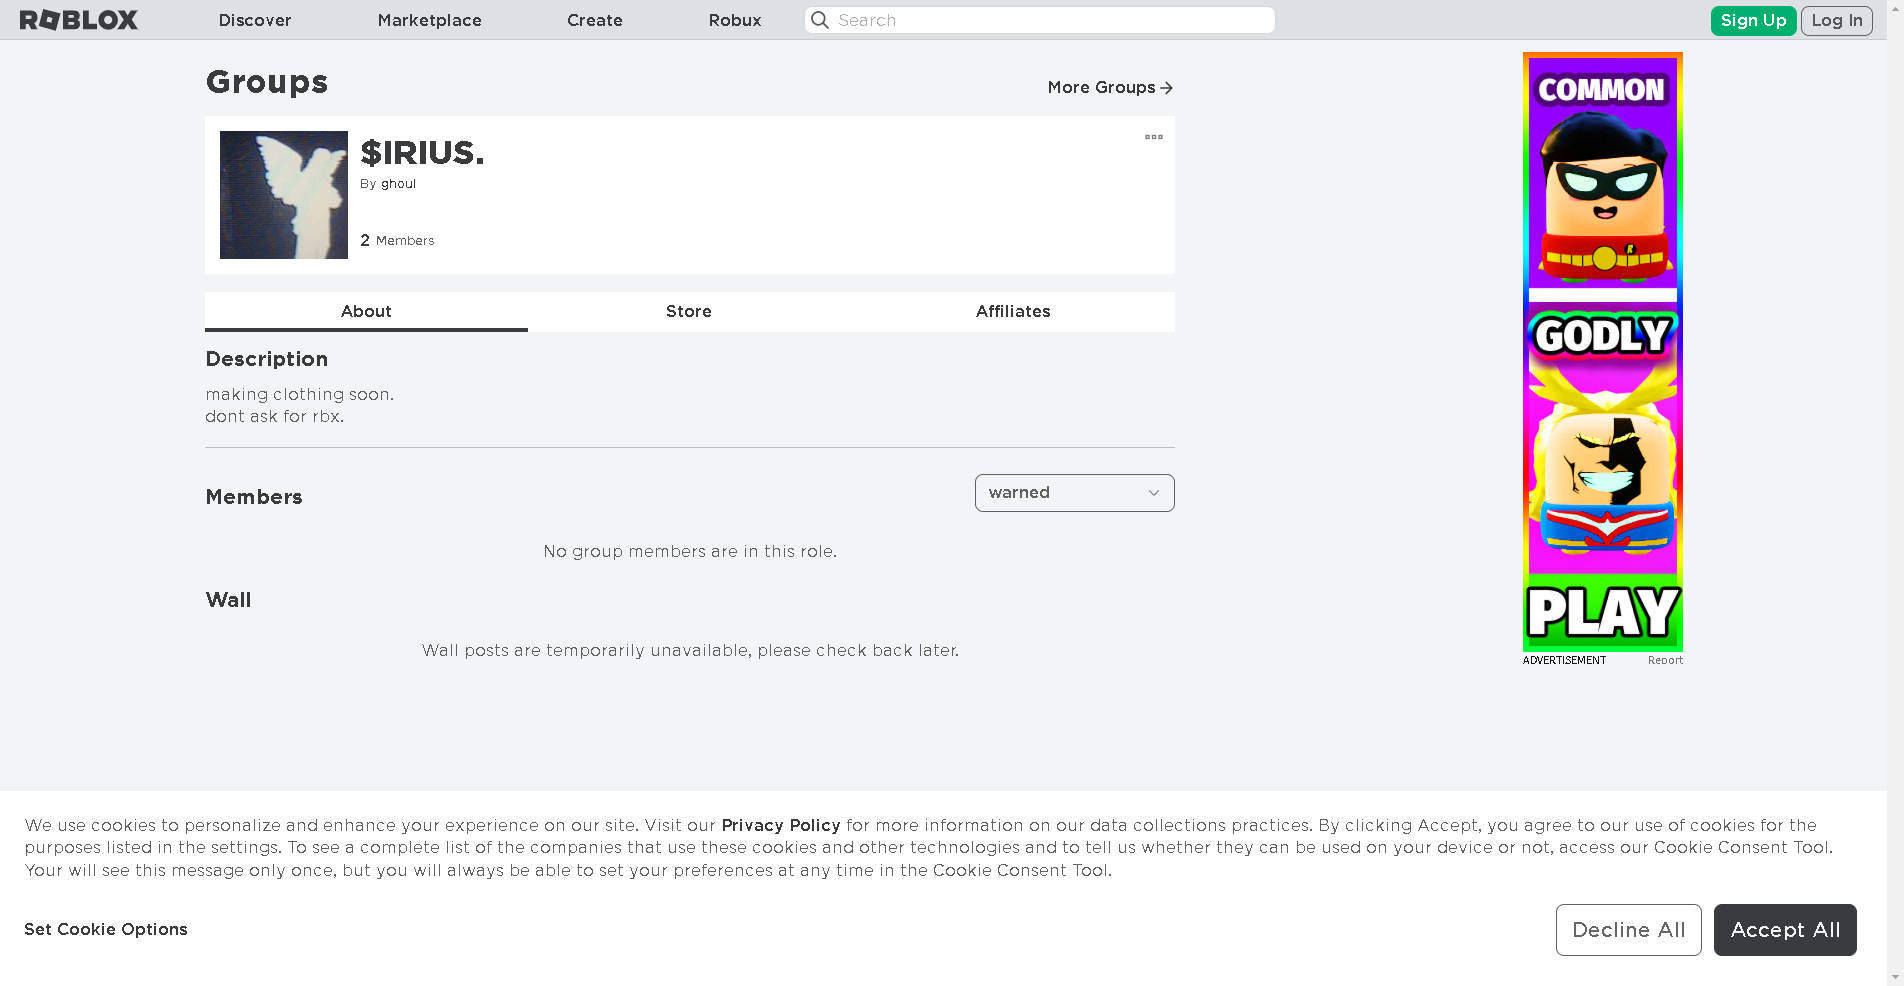 ROBLOX
Discover
Marketplace
Create
Robux
Search
Sign Up
Log In
Groups
More Groups
$IRIUS.
By ghoul
2 Members
About
Store
Affiliates
Description
making clothing soon.
dont ask for rbx.
Members
warned
No group members are in this role.
Wall
Wall posts are temporarily unavailable, please check back later.
COMMON
R
GODLY
PLAY
ADVERTISEMENT
Report
We use cookies to personalize and enhance your experience on our site. Visit our Privacy Policy for more information on our data collections practices. By clicking Accept, you agree to our use of cookies for the
purposes listed in the settings. To see a complete list of the companies that use these cookies and other technologies and to tell us whether they can be used on your device or not, access our Cookie Consent Tool.
Your will see this message only once, but you will always be able to set your preferences at any time in the Cookie Consent Tool.
Set Cookie Options
Decline All
Accept All